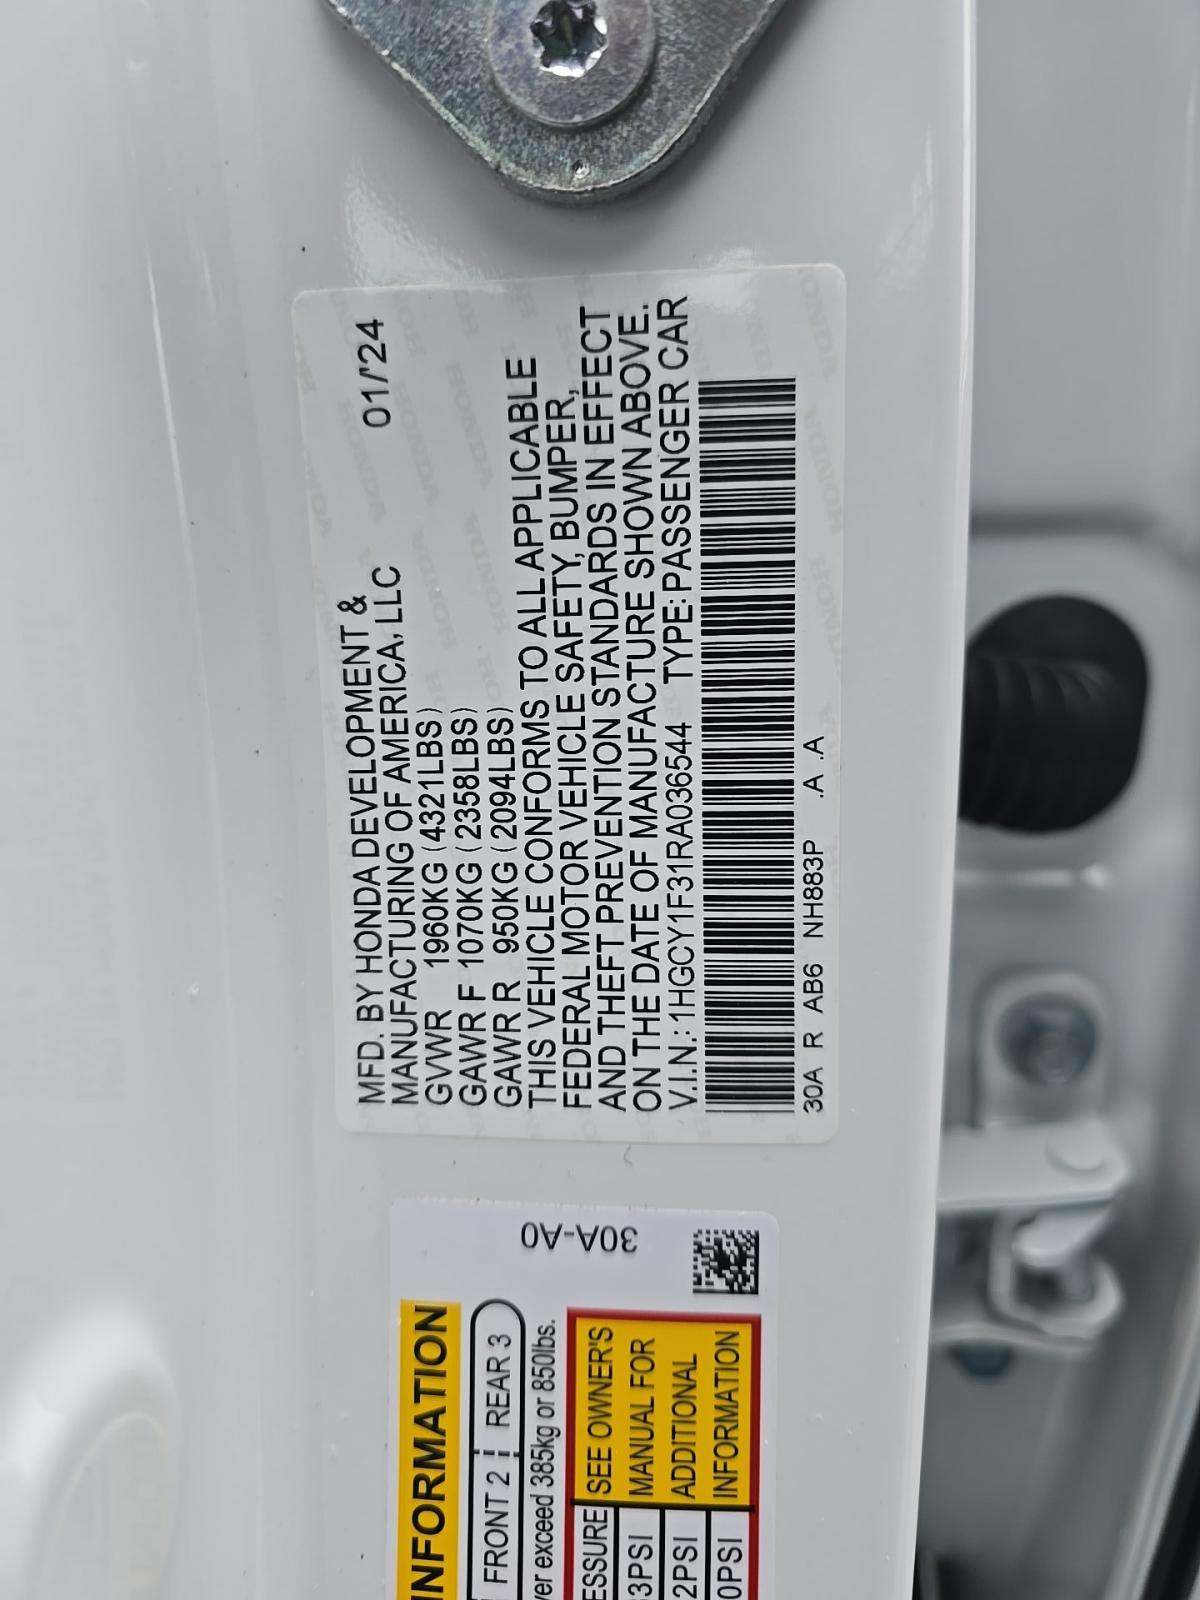 MFD. BY HONDA DEVELOPMENT &
MANUFACTURING OF AMERICA, LLC 01/'24
GVWR 1960KG (4321LBS)
GAWR F 1070KG (2358LBS)
GAWR R 950KG (2094LBS)
THIS VEHICLE CONFORMS TO ALL APPLICABLE
FEDERAL MOTOR VEHICLE SAFETY, BUMPER,
AND THEFT PREVENTION STANDARDS IN EFFECT
ON THE DATE OF MANUFACTURE SHOWN ABOVE.
V.I.N.: 1HGCY1F31RA036544 TYPE: PASSENGER CAR
30A R AB6 NH883P .A .A
30A-A0
INFORMATION
FRONT 2 REAR 3
exceed 385kg or 850lbs.
SEE OWNER'S
MANUAL FOR
ADDITIONAL
INFORMATION